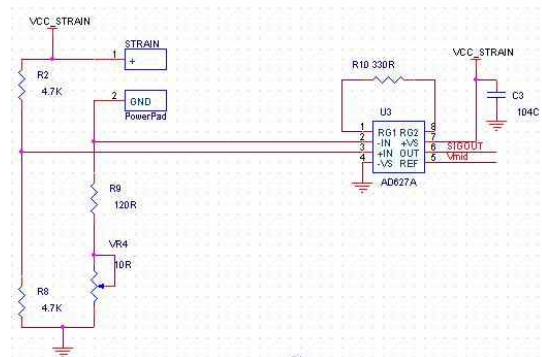 VCC_STRAIN
STRAIN
1 +
R2
4.7K
2 GND
PowerPad
R9
120R
VR4
10R
R8
4.7K
R10 330R
VCC_STRAIN
C3
104C
U3
1 RG1 RG2 8
2 -IN +VS 7
3 +IN OUT 6 SIGOUT
4 -VS REF 5 Vmid
AD627A